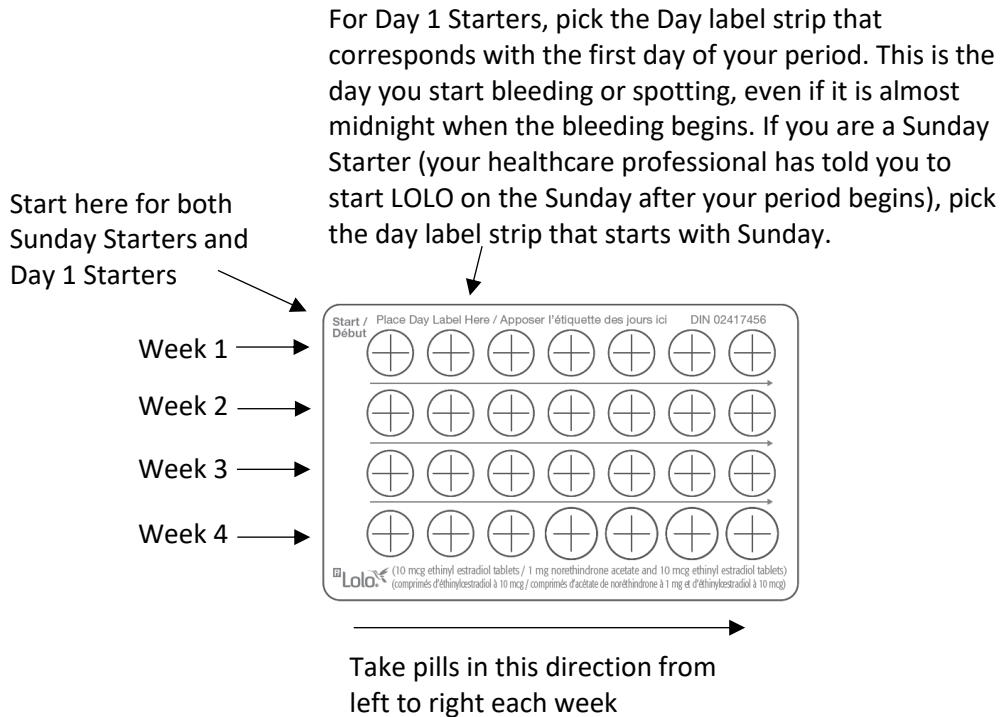 For Day 1 Starters, pick the Day label strip that
corresponds with the first day of your period. This is the
day you start bleeding or spotting, even if it is almost
midnight when the bleeding begins. If you are a Sunday
Starter (your healthcare professional has told you to
start LOLO on the Sunday after your period begins), pick
the day label strip that starts with Sunday.
Start here for both
Sunday Starters and
Day 1 Starters
Start / Place Day Label Here / Apposer l'étiquette des jours ici DIN 02417456
Début
Week 1
Week 2
Week 3
Week 4
Lolo
(10 mcg ethinyl estradiol tablets / 1 mg norethindrone acetate and 10 mcg ethinyl estradiol tablets)
(comprimés d'éthinylœstradiol à 10 mcg / comprimés d'acétate de noréthindrone à 1 mg et d'éthinylœstradiol à 10 mcg)
Take pills in this direction from
left to right each week